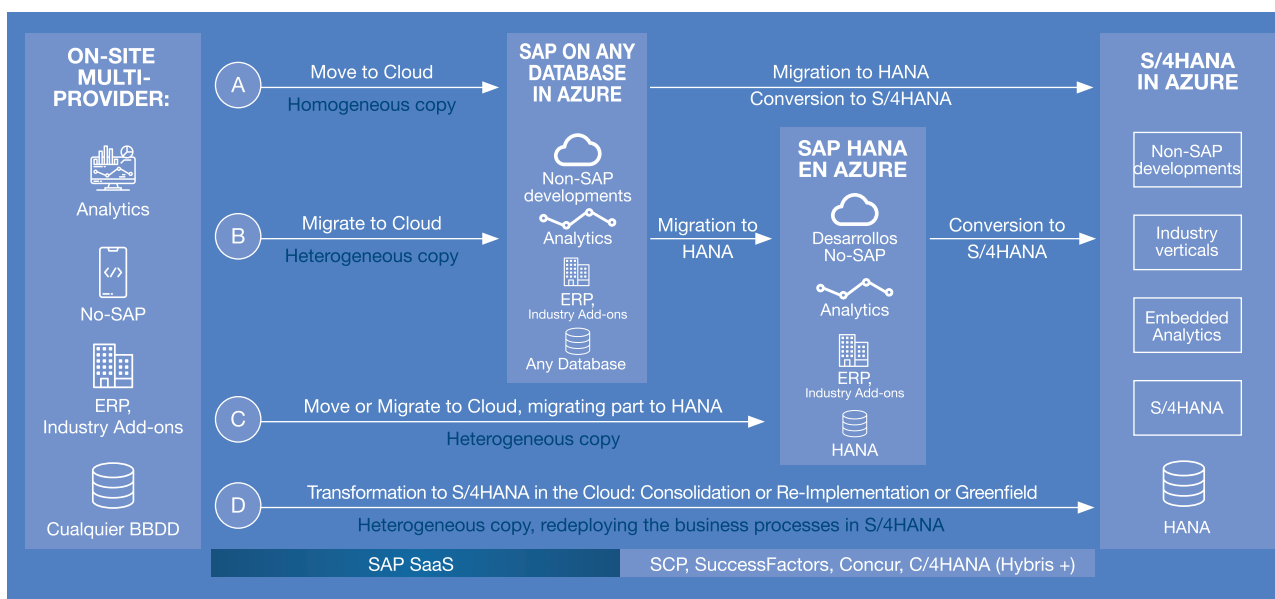 ON-SITE
MULTI-
PROVIDER:
Analytics
</>
No-SAP
ERP,
Industry Add-ons
Cualquier BBDD
A
Move to Cloud
Homogeneous copy
B
Migrate to Cloud
Heterogeneous copy
SAP ON ANY
DATABASE
IN AZURE
Non-SAP
developments
Analytics
ERP,
Industry Add-ons
Any Database
Migration to HANA
Conversion to S/4HANA
Migration to
HANA
SAP HANA
EN AZURE
Desarrollos
No-SAP
Analytics
ERP,
Industry Add-ons
HANA
Conversion to
S/4HANA
C
Move or Migrate to Cloud, migrating part to HANA
Heterogeneous copy
D
Transformation to S/4HANA in the Cloud: Consolidation or Re-Implementation or Greenfield
Heterogeneous copy, redeploying the business processes in S/4HANA
S/4HANA
IN AZURE
Non-SAP
developments
Industry
verticals
Embedded
Analytics
S/4HANA
HANA
SAP SaaS
SCP, SuccessFactors, Concur, C/4HANA (Hybris +)